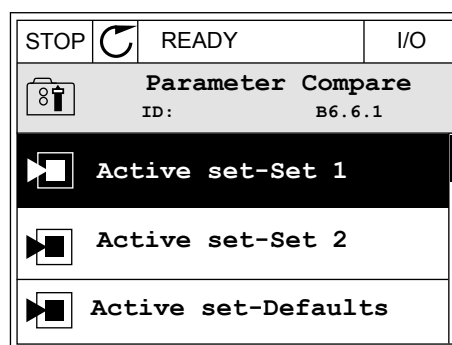 STOP READY I/O
Parameter Compare
ID: B6.6.1
Active set-Set 1
Active set-Set 2
Active set-Defaults